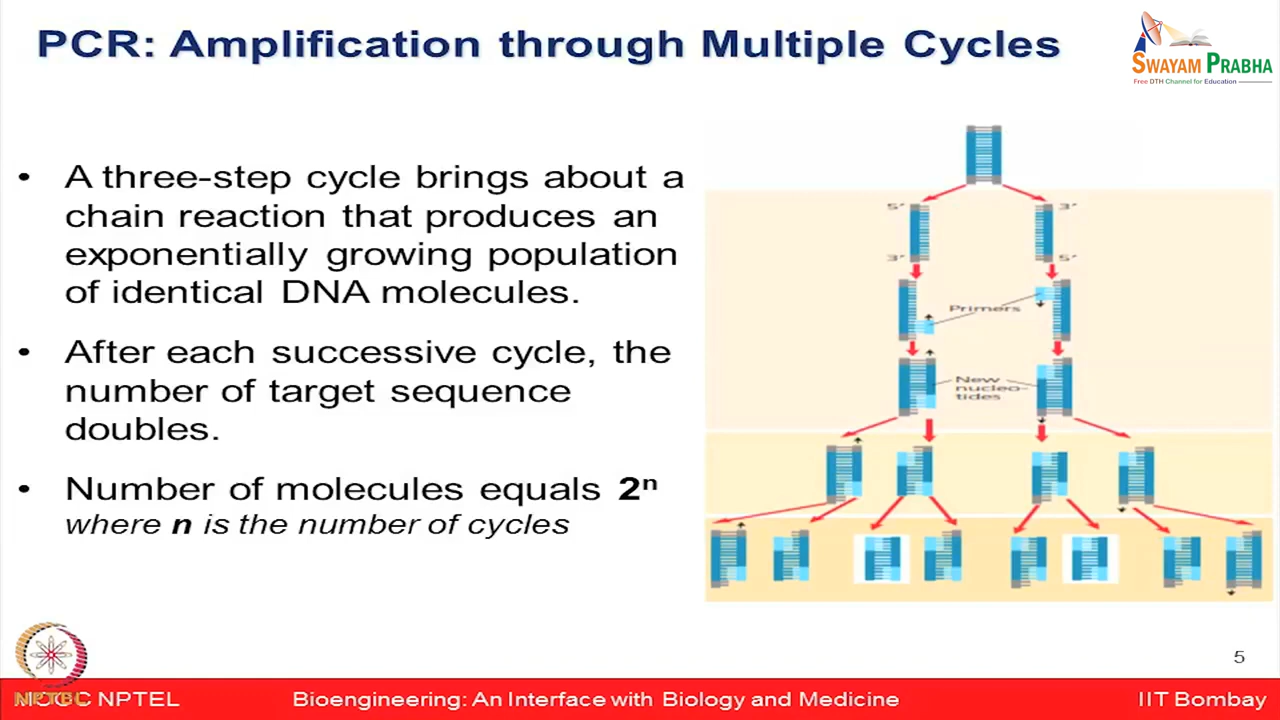 PCR: Amplification through Multiple Cycles
SWAYAM PRABHA
Free DTH Channel for Education
• A three-step cycle brings about a
chain reaction that produces an
exponentially growing population
of identical DNA molecules.
• After each successive cycle, the
number of target sequence
doubles.
• Number of molecules equals 2ⁿ
where n is the number of cycles
5′ 3′
3′ 5′
Primers
New
nucleo-
tides
5
NPTEL
Bioengineering: An Interface with Biology and Medicine
IIT Bombay